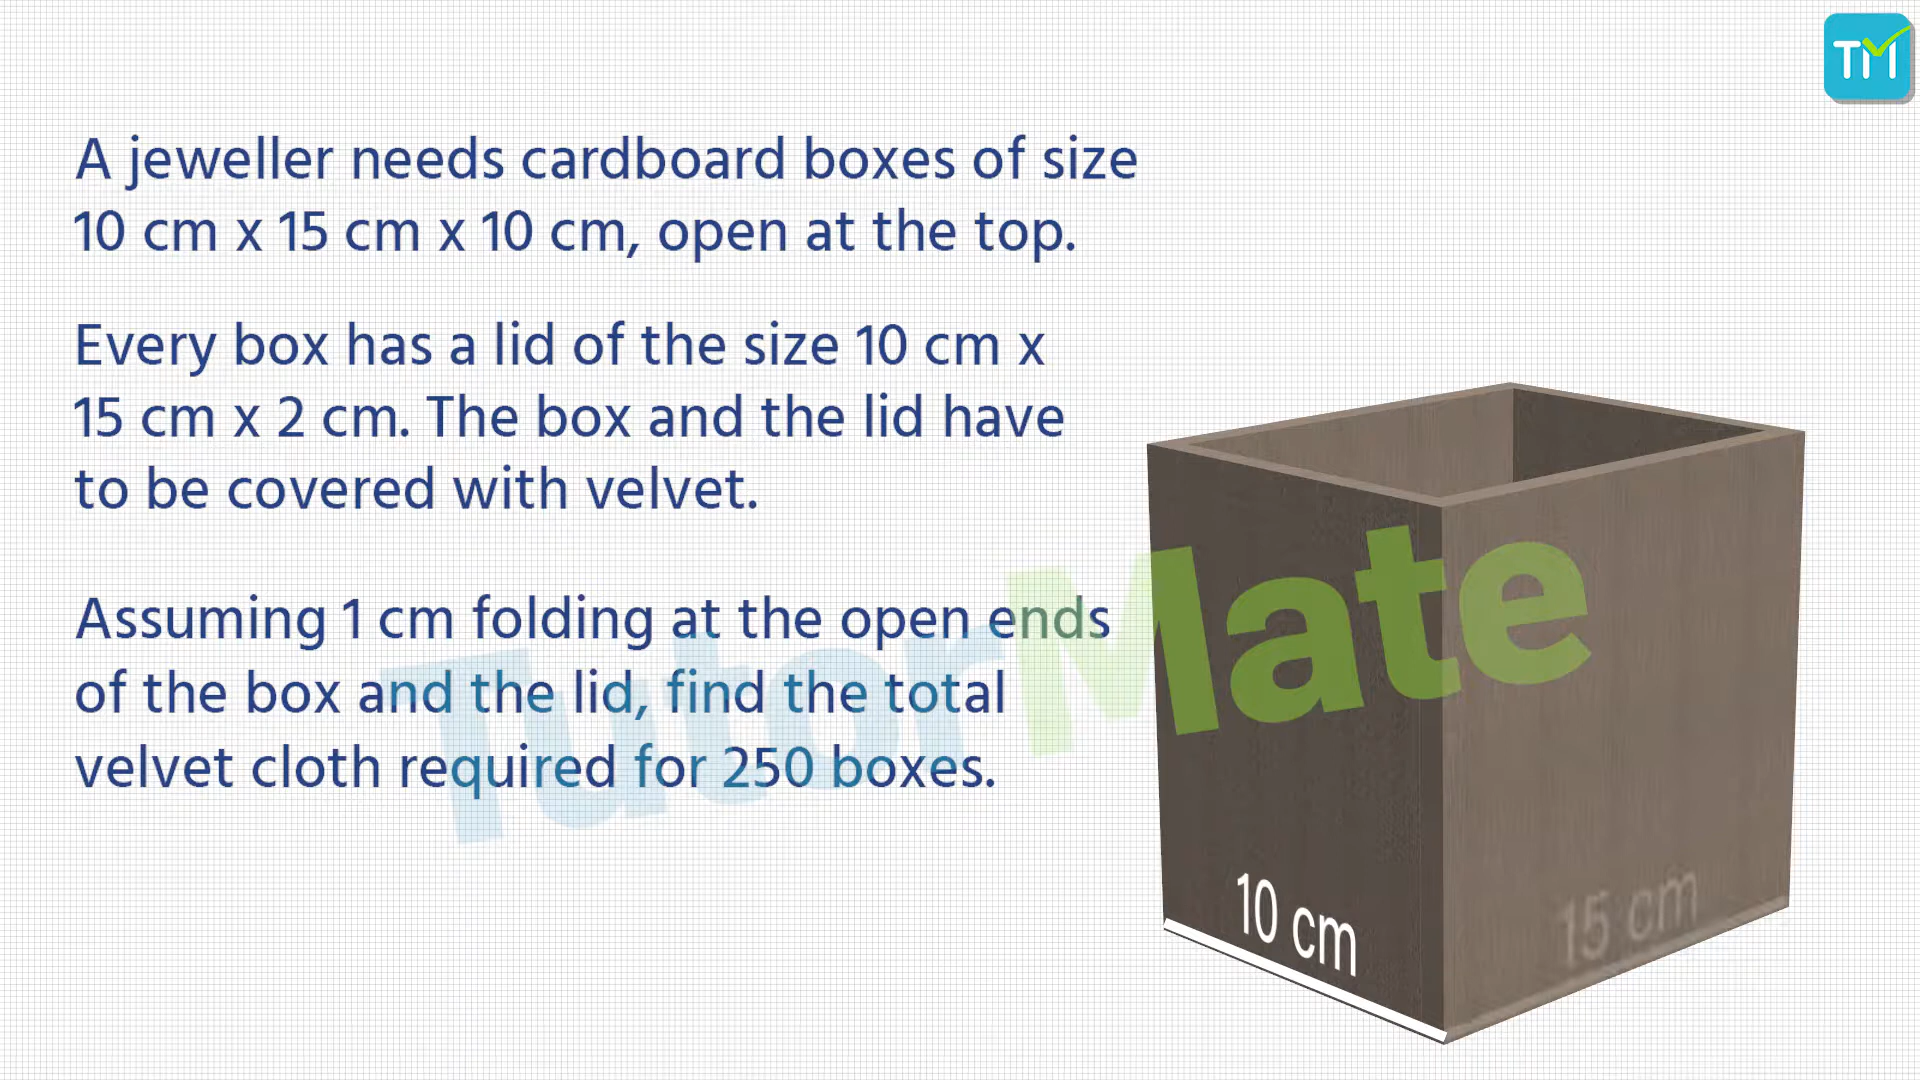 TM
A jeweller needs cardboard boxes of size
10 cm x 15 cm x 10 cm, open at the top.
Every box has a lid of the size 10 cm x
15 cm x 2 cm. The box and the lid have
to be covered with velvet.
Assuming 1 cm folding at the open ends
of the box and the lid, find the total
velvet cloth required for 250 boxes.
TutorMate
10 cm
15 cm